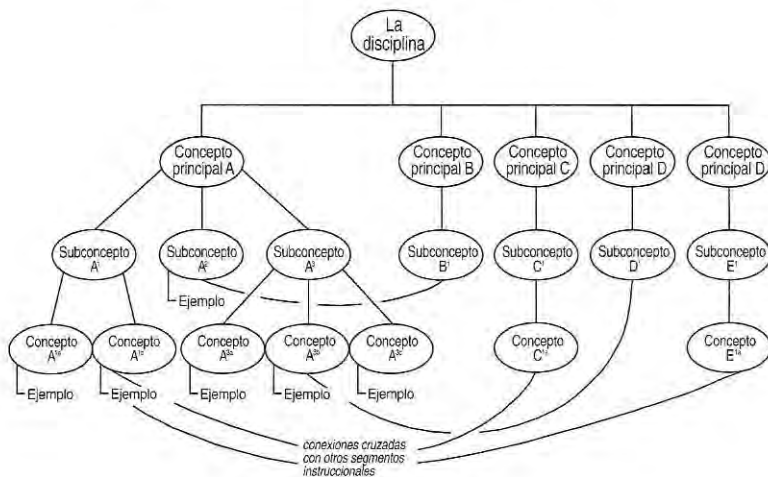 La
disciplina
Concepto
principal A
Concepto
principal B
Concepto
principal C
Concepto
principal D
Concepto
principal D
Subconcepto
A¹
Subconcepto
A²
Subconcepto
A³
Subconcepto
B¹
Subconcepto
C¹
Subconcepto
D¹
Subconcepto
E¹
Ejemplo
Concepto
A¹ᵃ
Concepto
Concepto
A³ᵃ
Concepto
A³ᵇ
Concepto
A³ᶜ
Concepto
C¹ᵃ
Concepto
E¹ᵃ
Ejemplo
Ejemplo
Ejemplo
Ejemplo
Ejemplo
conexiones cruzadas
con otros segmentos
instruccionales